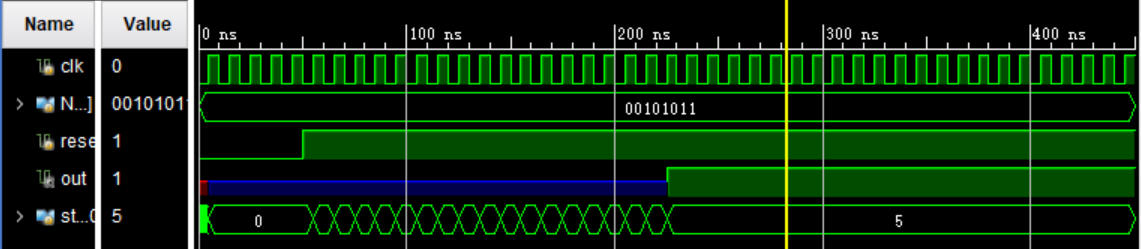 Name Value 0 ns 100 ns 200 ns 300 ns 400 ns
clk 0
N...] 00101011 00101011
rese 1
out 1
st...0 5 0 5